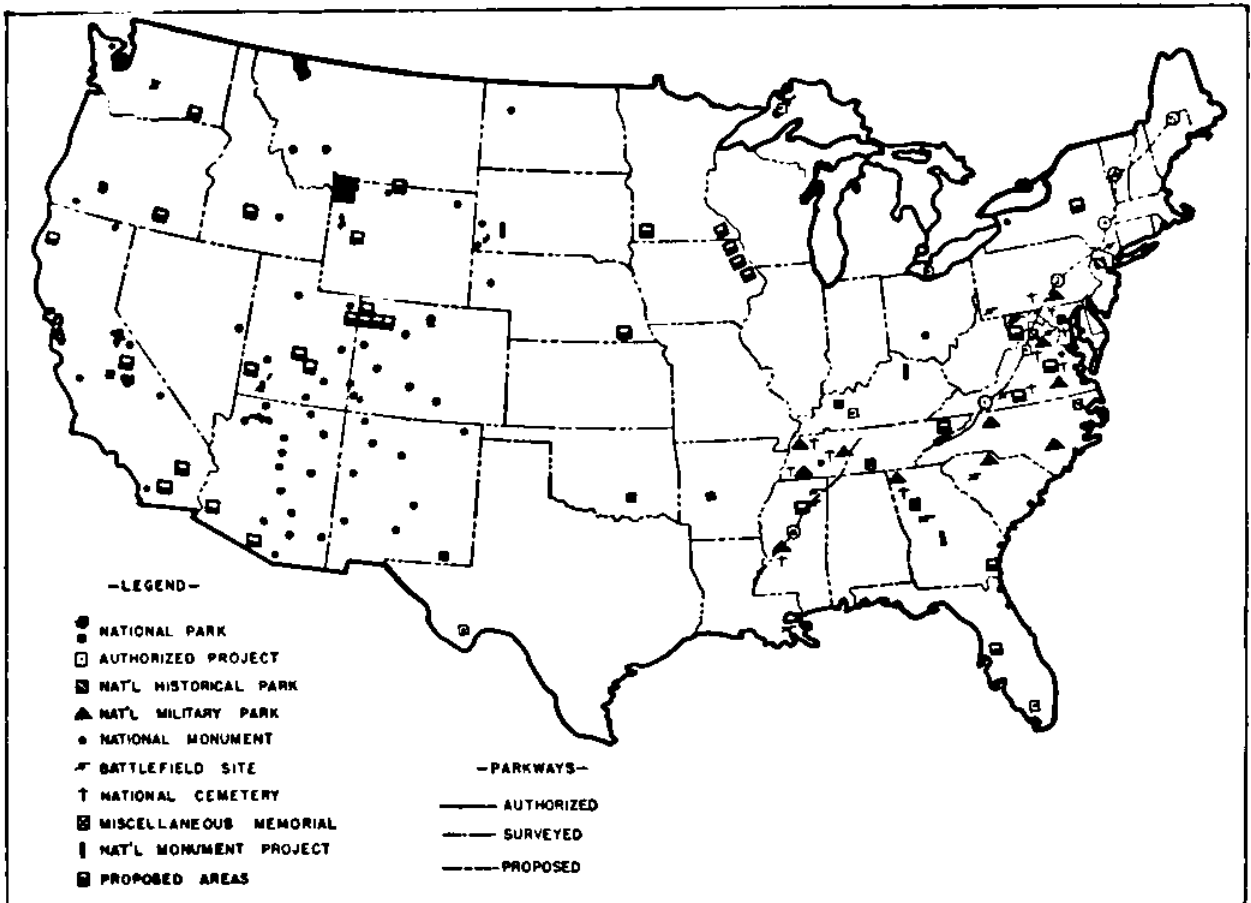 -LEGEND-
NATIONAL PARK
AUTHORIZED PROJECT
NAT'L HISTORICAL PARK
NAT'L MILITARY PARK
NATIONAL MONUMENT
BATTLEFIELD SITE
NATIONAL CEMETERY
MISCELLANEOUS MEMORIAL
NAT'L MONUMENT PROJECT
PROPOSED AREAS
-PARKWAYS-
AUTHORIZED
SURVEYED
PROPOSED